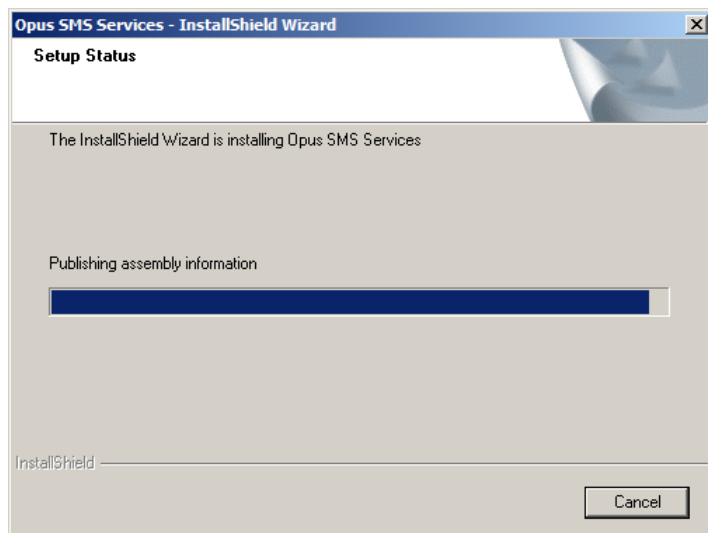 Opus SMS Services - InstallShield Wizard
Setup Status
The InstallShield Wizard is installing Opus SMS Services
Publishing assembly information
InstallShield
Cancel